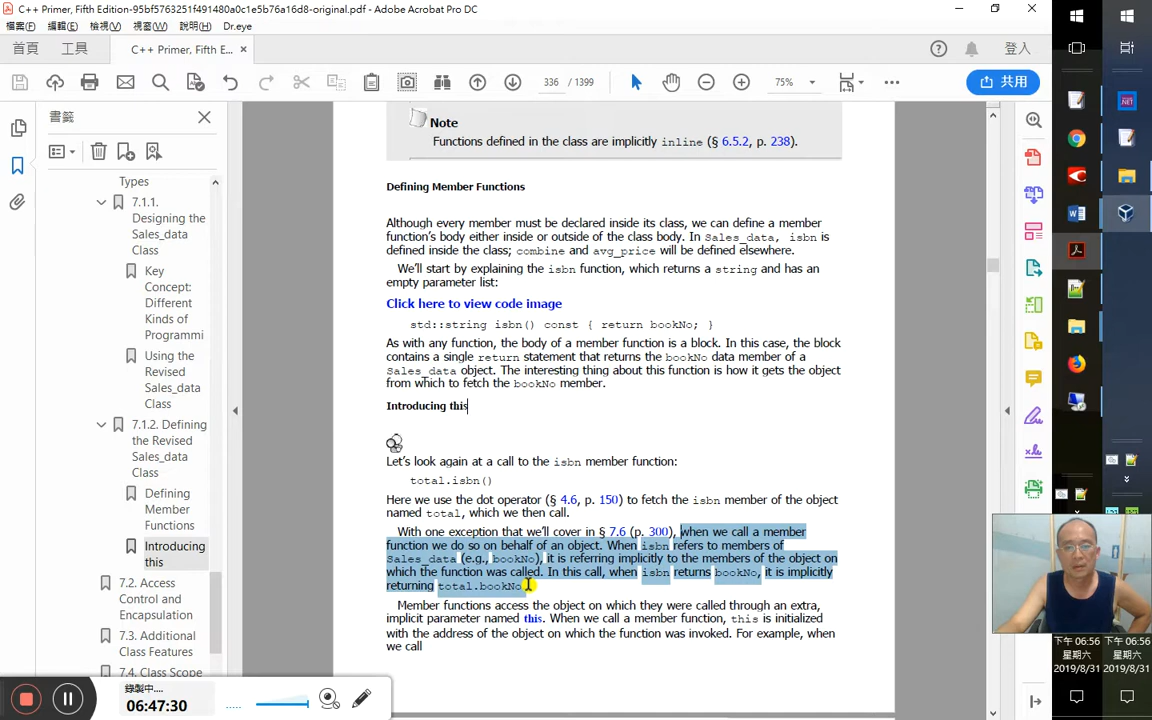 C++ Primer, Fifth Edition-95bf5763251f491480a0c1e5b76a16d8-original.pdf - Adobe Acrobat Pro DC
檔案(F) 編輯(E) 檢視(V) 視窗(W) 說明(H) Dr.eye
首頁 工具 C++ Primer, Fifth E... × 登入
336 / 1399 75% 共用
書籤
Types
7.1.1.
Designing the
Sales_data
Class
Key
Concept:
Different
Kinds of
Programmi
Using the
Revised
Sales_data
Class
7.1.2. Defining
the Revised
Sales_data
Class
Defining
Member
Functions
Introducing
this
7.2. Access
Control and
Encapsulation
7.3. Additional
Class Features
7.4. Class Scope
Note
Functions defined in the class are implicitly inline (§ 6.5.2, p. 238).
Defining Member Functions
Although every member must be declared inside its class, we can define a member
function's body either inside or outside of the class body. In Sales_data, isbn is
defined inside the class; combine and avg_price will be defined elsewhere.
We'll start by explaining the isbn function, which returns a string and has an
empty parameter list:
Click here to view code image
std::string isbn() const { return bookNo; }
As with any function, the body of a member function is a block. In this case, the block
contains a single return statement that returns the bookNo data member of a
Sales_data object. The interesting thing about this function is how it gets the object
from which to fetch the bookNo member.
Introducing this
Let's look again at a call to the isbn member function:
total.isbn()
Here we use the dot operator (§ 4.6, p. 150) to fetch the isbn member of the object
named total, which we then call.
With one exception that we'll cover in § 7.6 (p. 300), when we call a member
function we do so on behalf of an object. When isbn refers to members of
Sales_data (e.g., bookNo), it is referring implicitly to the members of the object on
which the function was called. In this call, when isbn returns bookNo, it is implicitly
returning total.bookNo
Member functions access the object on which they were called through an extra,
implicit parameter named this. When we call a member function, this is initialized
with the address of the object on which the function was invoked. For example, when
we call
錄製中....
06:47:30
.NET
下午 06:56
星期六
2019/8/31
下午 06:56
星期六
2019/8/31